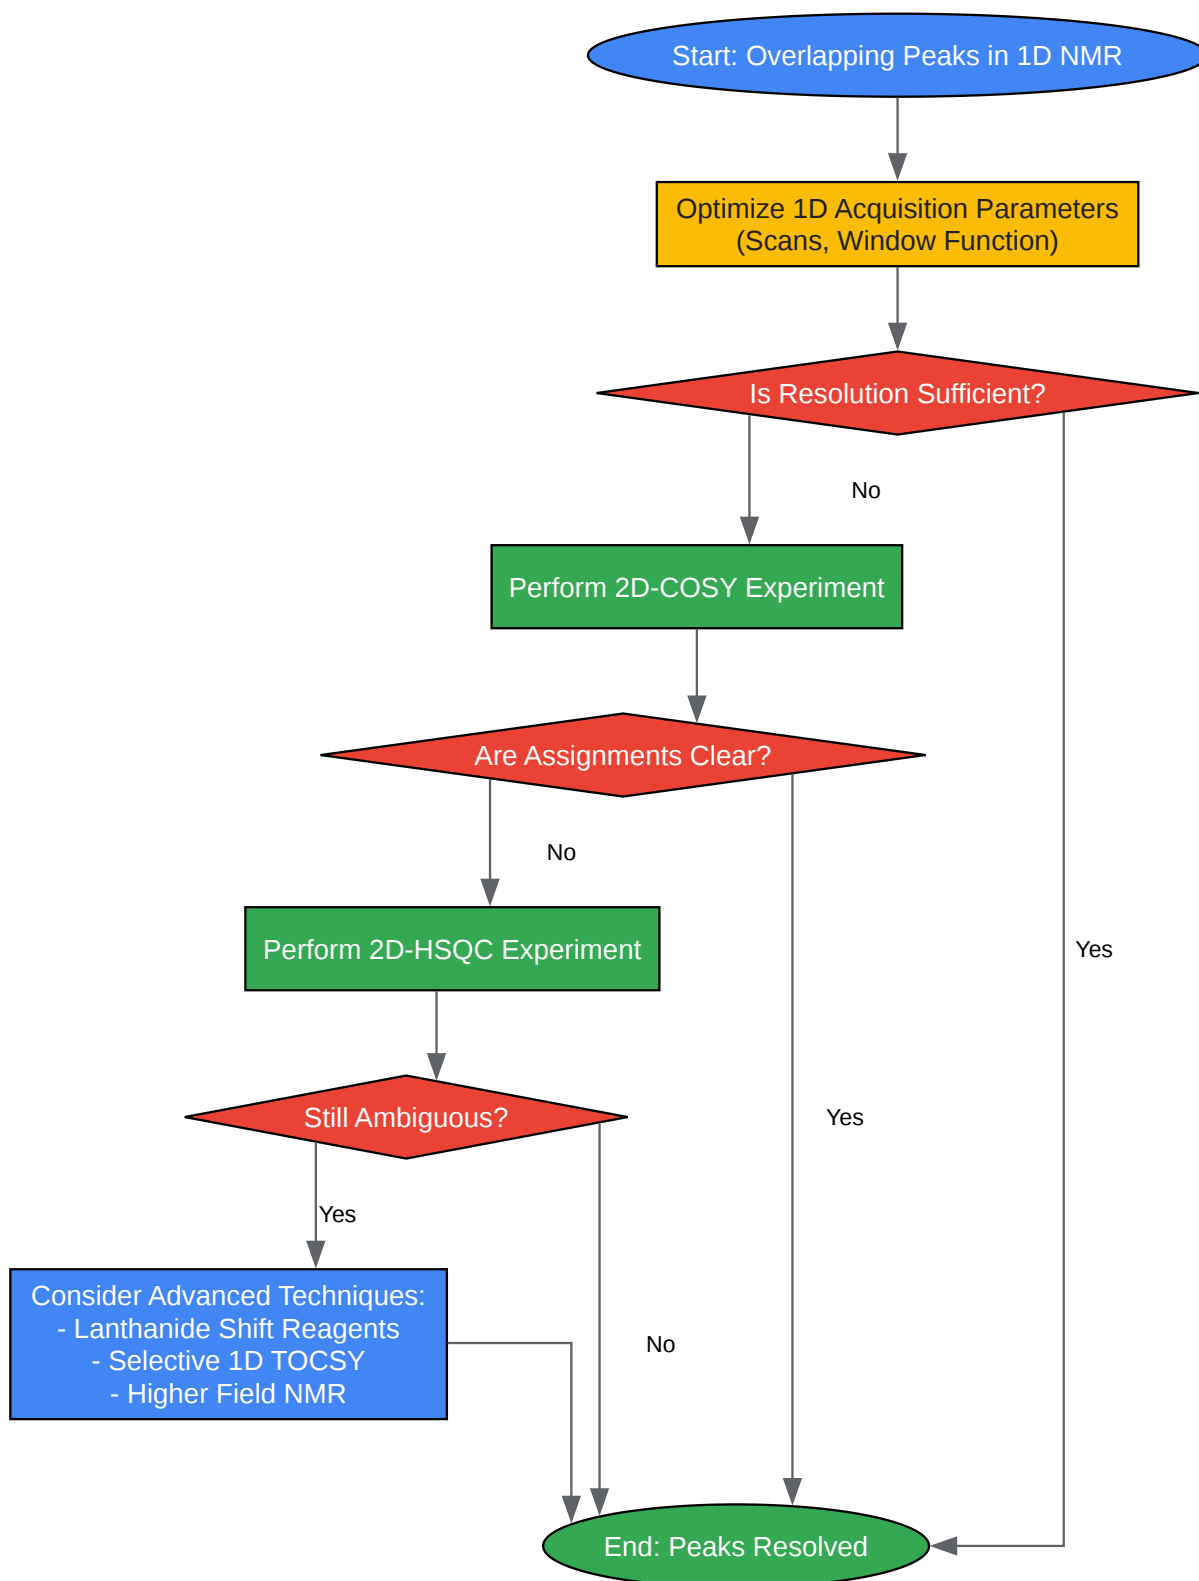 Start: Overlapping Peaks in 1D NMR
Optimize 1D Acquisition Parameters
(Scans, Window Function)
Is Resolution Sufficient?
No
Perform 2D-COSY Experiment
Are Assignments Clear?
No
Perform 2D-HSQC Experiment
Yes
Still Ambiguous?
Yes
Yes
Consider Advanced Techniques:
- Lanthanide Shift Reagents
- Selective 1D TOCSY
- Higher Field NMR
No
End: Peaks Resolved